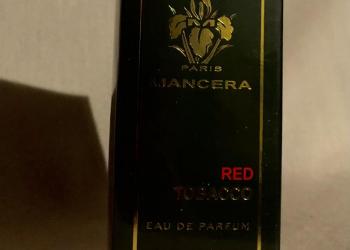 PARIS
MANCERA
RED
TOBACCO
EAU DE PARFUM